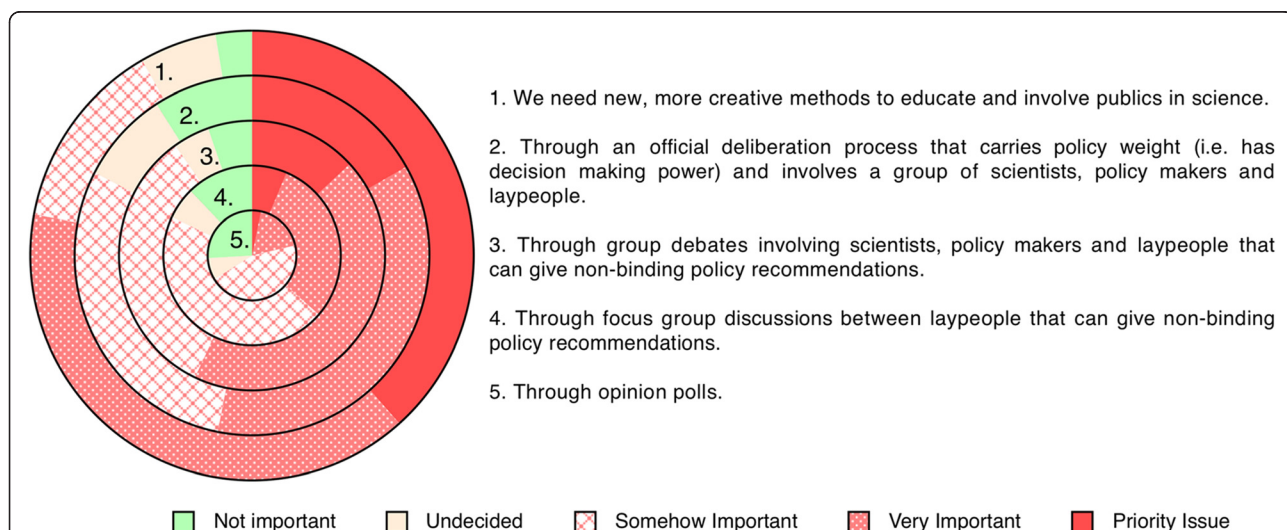 1.
2.
3.
4.
5.
1. We need new, more creative methods to educate and involve publics in science.
2. Through an official deliberation process that carries policy weight (i.e. has
decision making power) and involves a group of scientists, policy makers and
laypeople.
3. Through group debates involving scientists, policy makers and laypeople that
can give non-binding policy recommendations.
4. Through focus group discussions between laypeople that can give non-binding
policy recommendations.
5. Through opinion polls.
Not important Undecided Somehow Important Very Important Priority Issue